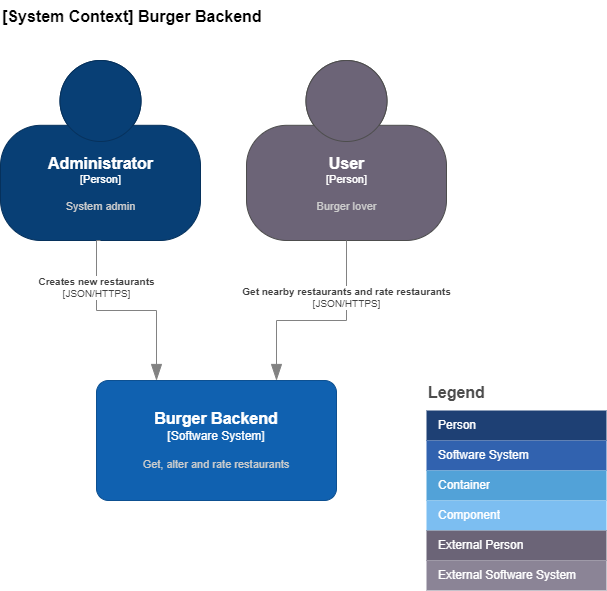 [System Context] Burger Backend
Administrator
[Person]
System admin
User
[Person]
Burger lover
Creates new restaurants
[JSON/HTTPS]
Get nearby restaurants and rate restaurants
[JSON/HTTPS]
Burger Backend
[Software System]
Get, alter and rate restaurants
Legend
Person
Software System
Container
Component
External Person
External Software System